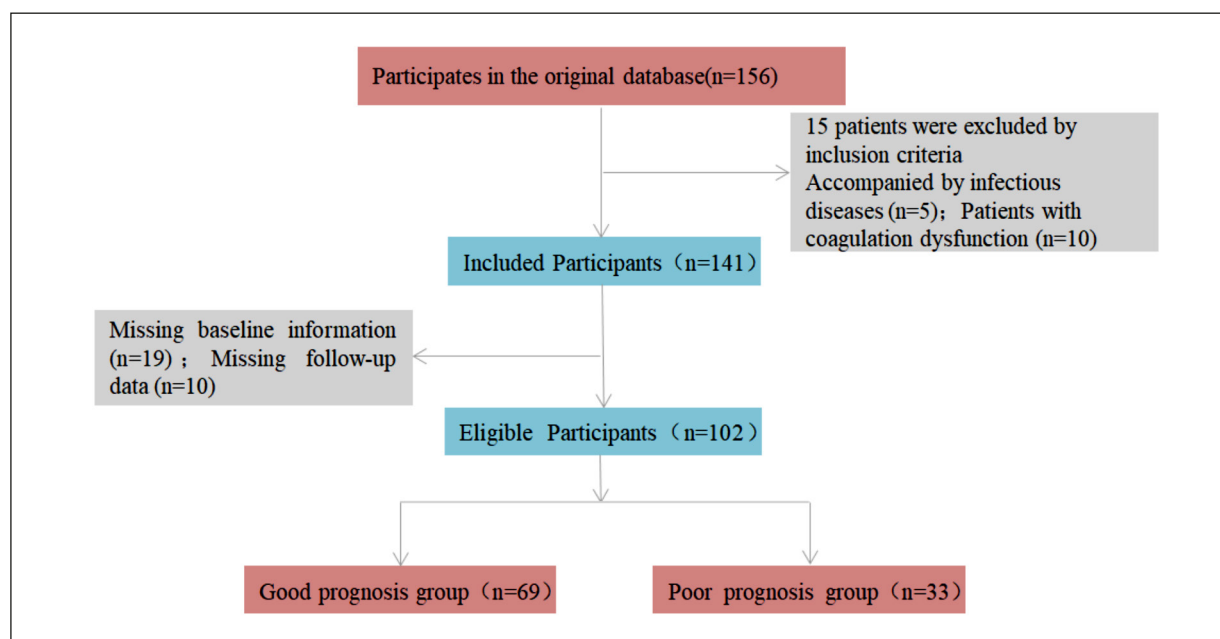 Participates in the original database(n=156)
15 patients were excluded by
inclusion criteria
Accompanied by infectious
diseases (n=5)；Patients with
coagulation dysfunction (n=10)
Included Participants（n=141）
Missing baseline information
(n=19)；Missing follow-up
data (n=10)
Eligible Participants（n=102）
Good prognosis group（n=69）
Poor prognosis group（n=33）